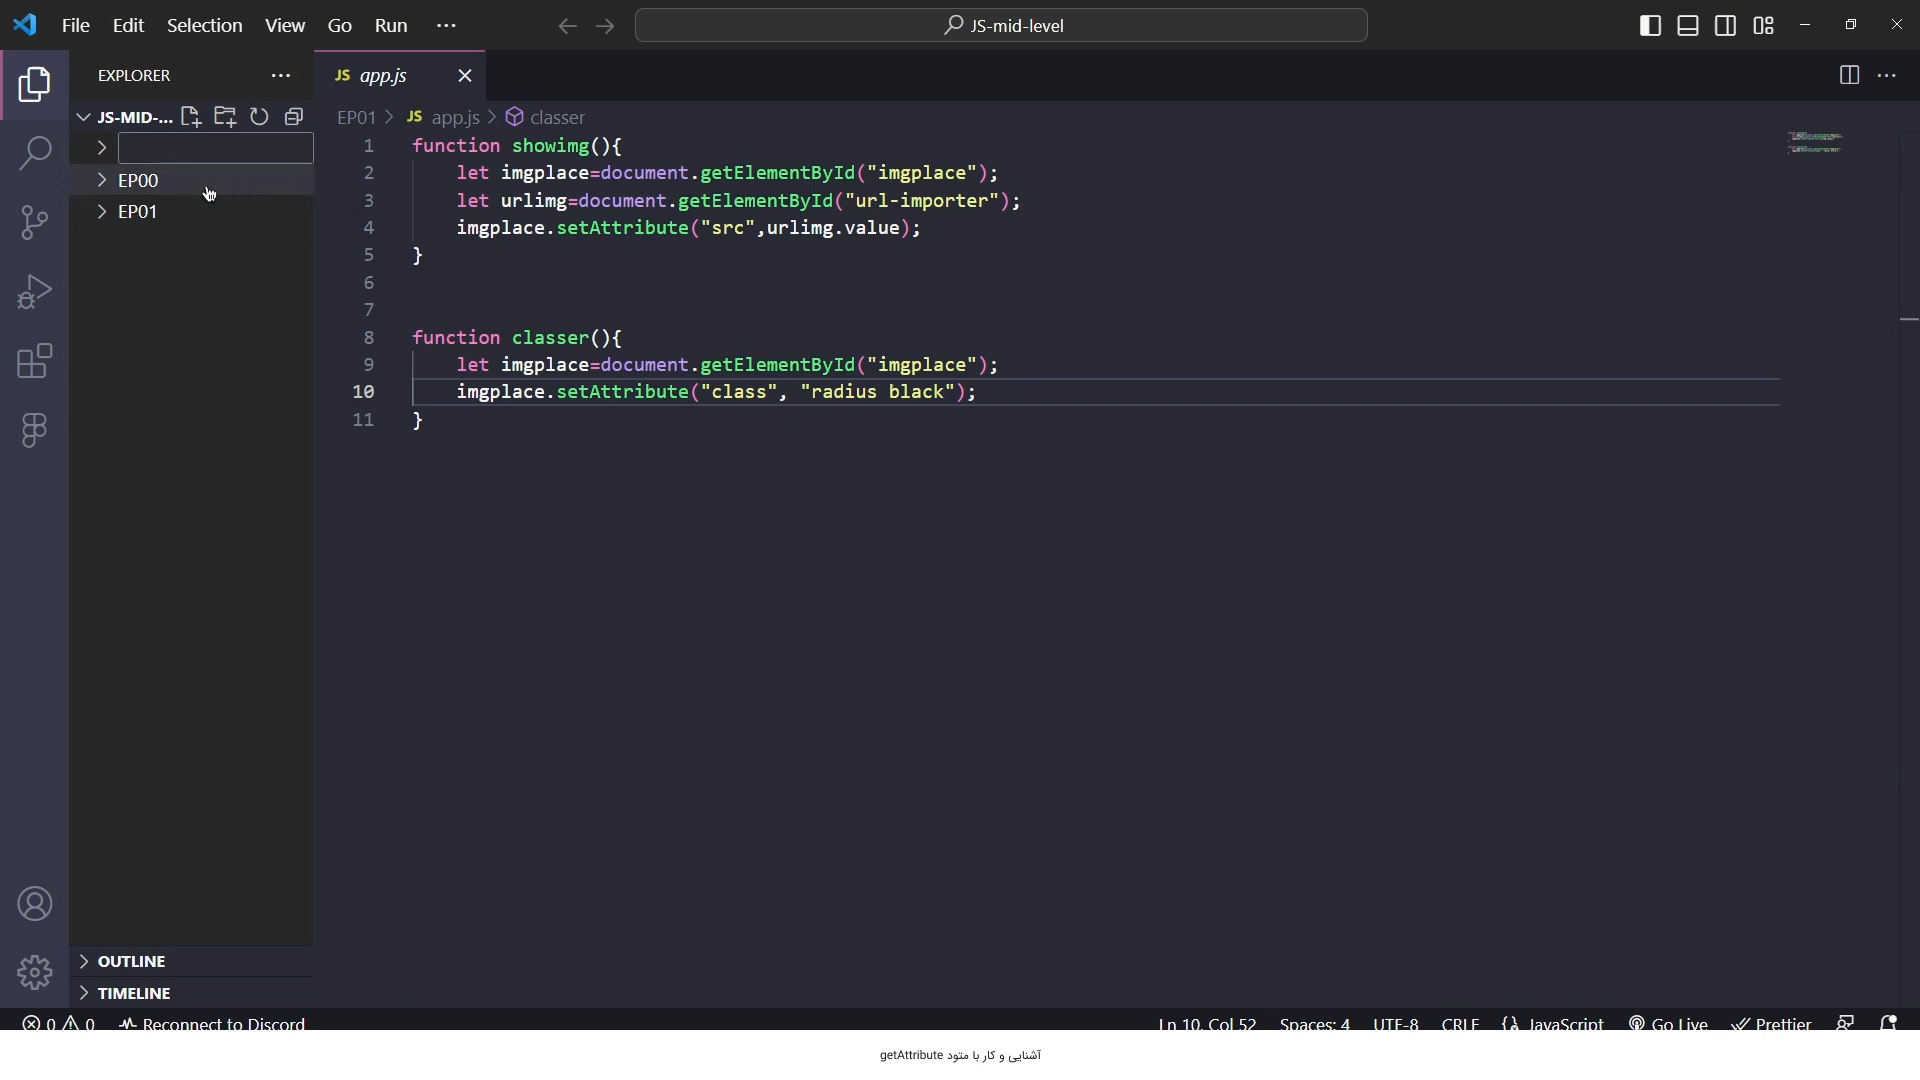 File Edit Selection View Go Run ···
JS-mid-level
EXPLORER
JS app.js
JS-MID-...
EP01 > JS app.js > classer
EP00
EP01
1 function showimg(){
2     let imgplace=document.getElementById("imgplace");
3     let urlimg=document.getElementById("url-importer");
4     imgplace.setAttribute("src",urlimg.value);
5 }
6
7
8 function classer(){
9     let imgplace=document.getElementById("imgplace");
10     imgplace.setAttribute("class", "radius black");
11 }
OUTLINE
TIMELINE
0 0 Reconnect to Discord Ln 10, Col 52 Spaces: 4 UTF-8 CRLF {} JavaScript Go Live Prettier
آشنایی و کار با متود getAttribute